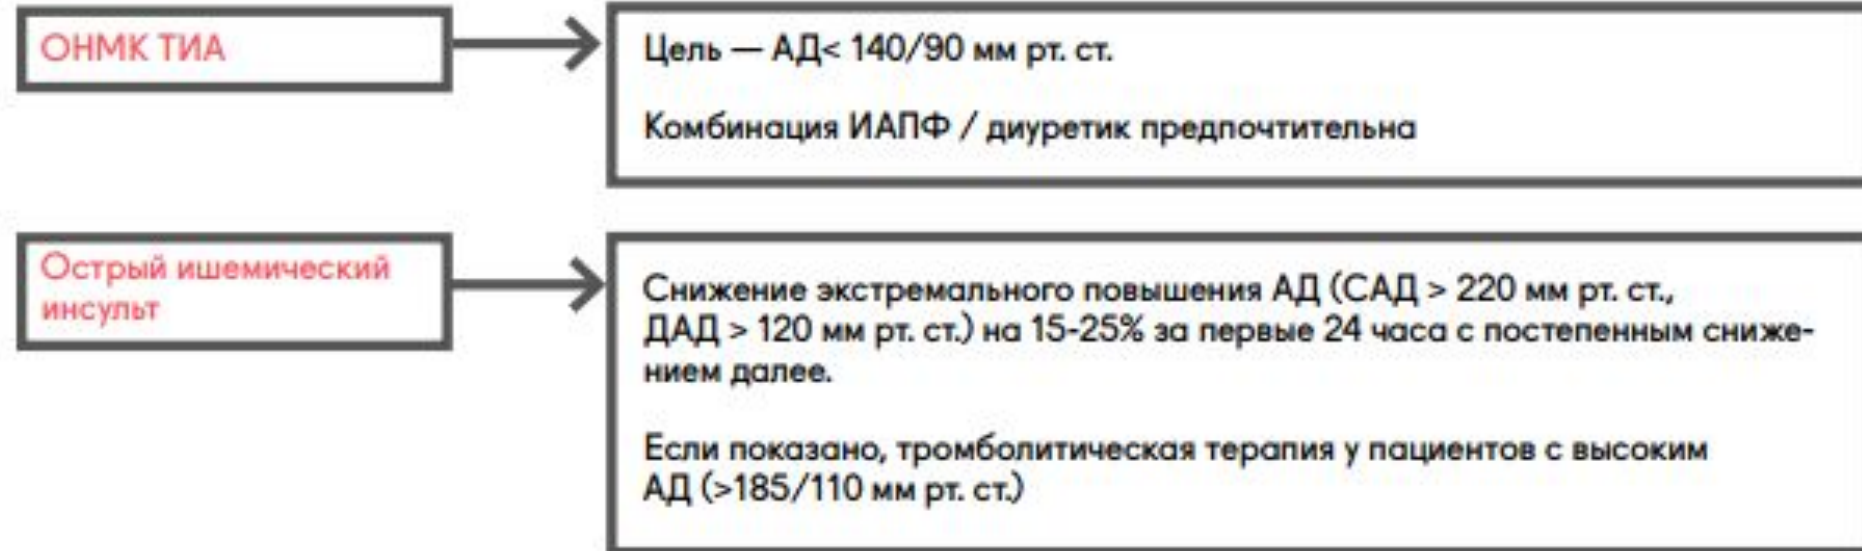 ОНМК ТИА
Цель — АД< 140/90 мм рт. ст.
Комбинация ИАПФ / диуретик предпочтительна
Острый ишемический
инсульт
Снижение экстремального повышения АД (САД > 220 мм рт. ст.,
ДАД > 120 мм рт. ст.) на 15-25% за первые 24 часа с постепенным сниже-
нием далее.
Если показано, тромболитическая терапия у пациентов с высоким
АД (>185/110 мм рт. ст.)